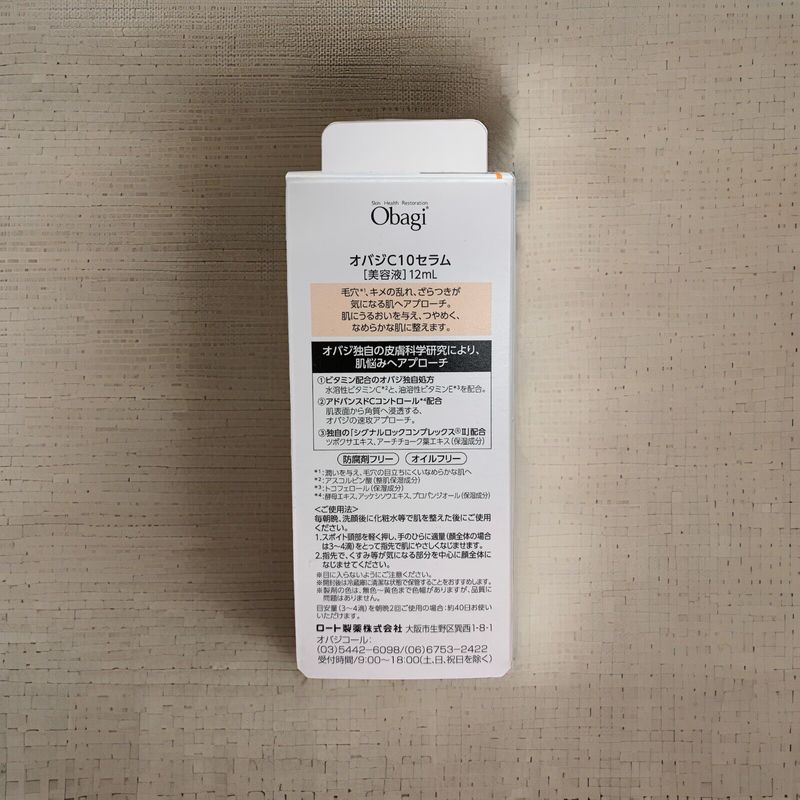 Skin Health Restoration
Obagi®
オバジC10セラム
[美容液]12mL
毛穴*¹、キメの乱れ、ざらつきが
気になる肌へアプローチ。
肌にうるおいを与え、つやめく、
なめらかな肌に整えます。
オバジ独自の皮膚科学研究により、
肌悩みへアプローチ
①ビタミン配合のオバジ独自処方
水溶性ビタミンC*²と、油溶性ビタミンE*³を配合。
②アドバンスドCコントロール*⁴配合
肌表面から角質へ浸透する、
オバジの速攻アプローチ。
③独自の「シグナルロックコンプレックス®Ⅱ」配合
ツボクサエキス、アーチチョーク葉エキス(保湿成分)
防腐剤フリー オイルフリー
*¹:潤いを与え、毛穴の目立ちにくいなめらかな肌へ
*²:アスコルビン酸(整肌保湿成分)
*³:トコフェロール(保湿成分)
*⁴:酵母エキス、アッケシソウエキス、プロパンジオール(保湿成分)
<ご使用法>
毎朝晩、洗顔後に化粧水等で肌を整えた後にご使用
ください。
1.スポイト頭部を軽く押し、手のひらに適量(顔全体の場合
は3~4滴)をとって指先で肌にやさしくなじませます。
2.指先で、くすみ等が気になる部分を中心に顔全体に
なじませてください。
※目に入らないようにご注意ください。
※開封後は冷蔵庫に清潔な状態で保管することをおすすめします。
※製剤の色は、無色~黄色まで色幅がありますが、品質に
問題はありません。
目安量(3~4滴)を朝晩2回ご使用の場合:約40日お使い
いただけます。
ロート製薬株式会社 大阪市生野区巽西1-8-1
オバジコール:
(03)5442-6098/(06)6753-2422
受付時間/9:00~18:00(土、日、祝日を除く)